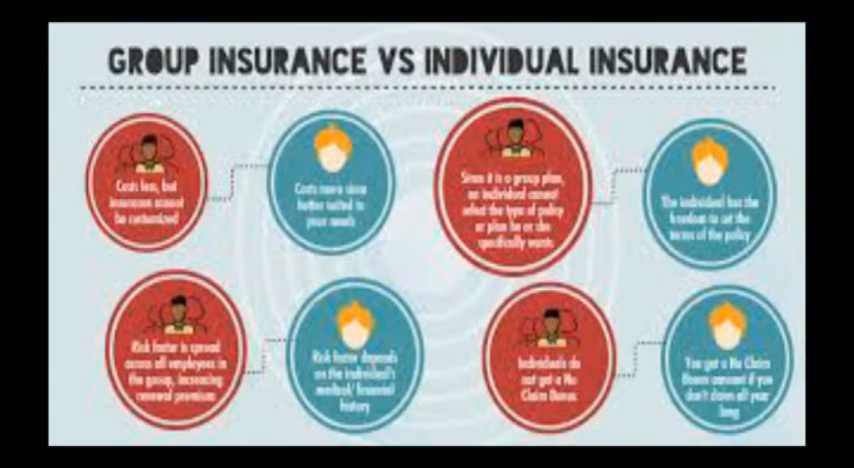 GROUP INSURANCE VS INDIVIDUAL INSURANCE
Costs less, but
insurance cannot
be customized
Costs more since
better suited to
your needs
Since it is a group plan,
an individual cannot
select the type of policy
or plan he or she
specifically wants
The individual has the
freedom to set the
terms of the policy
Risk factor is spread
across all employees in
the group, increasing
renewal premiums
Risk factor depends
on the individual's
medical/ financial
history
Individuals do
not get a No
Claim Bonus
You get a No Claim
Bonus amount if you
don't claim all year
long